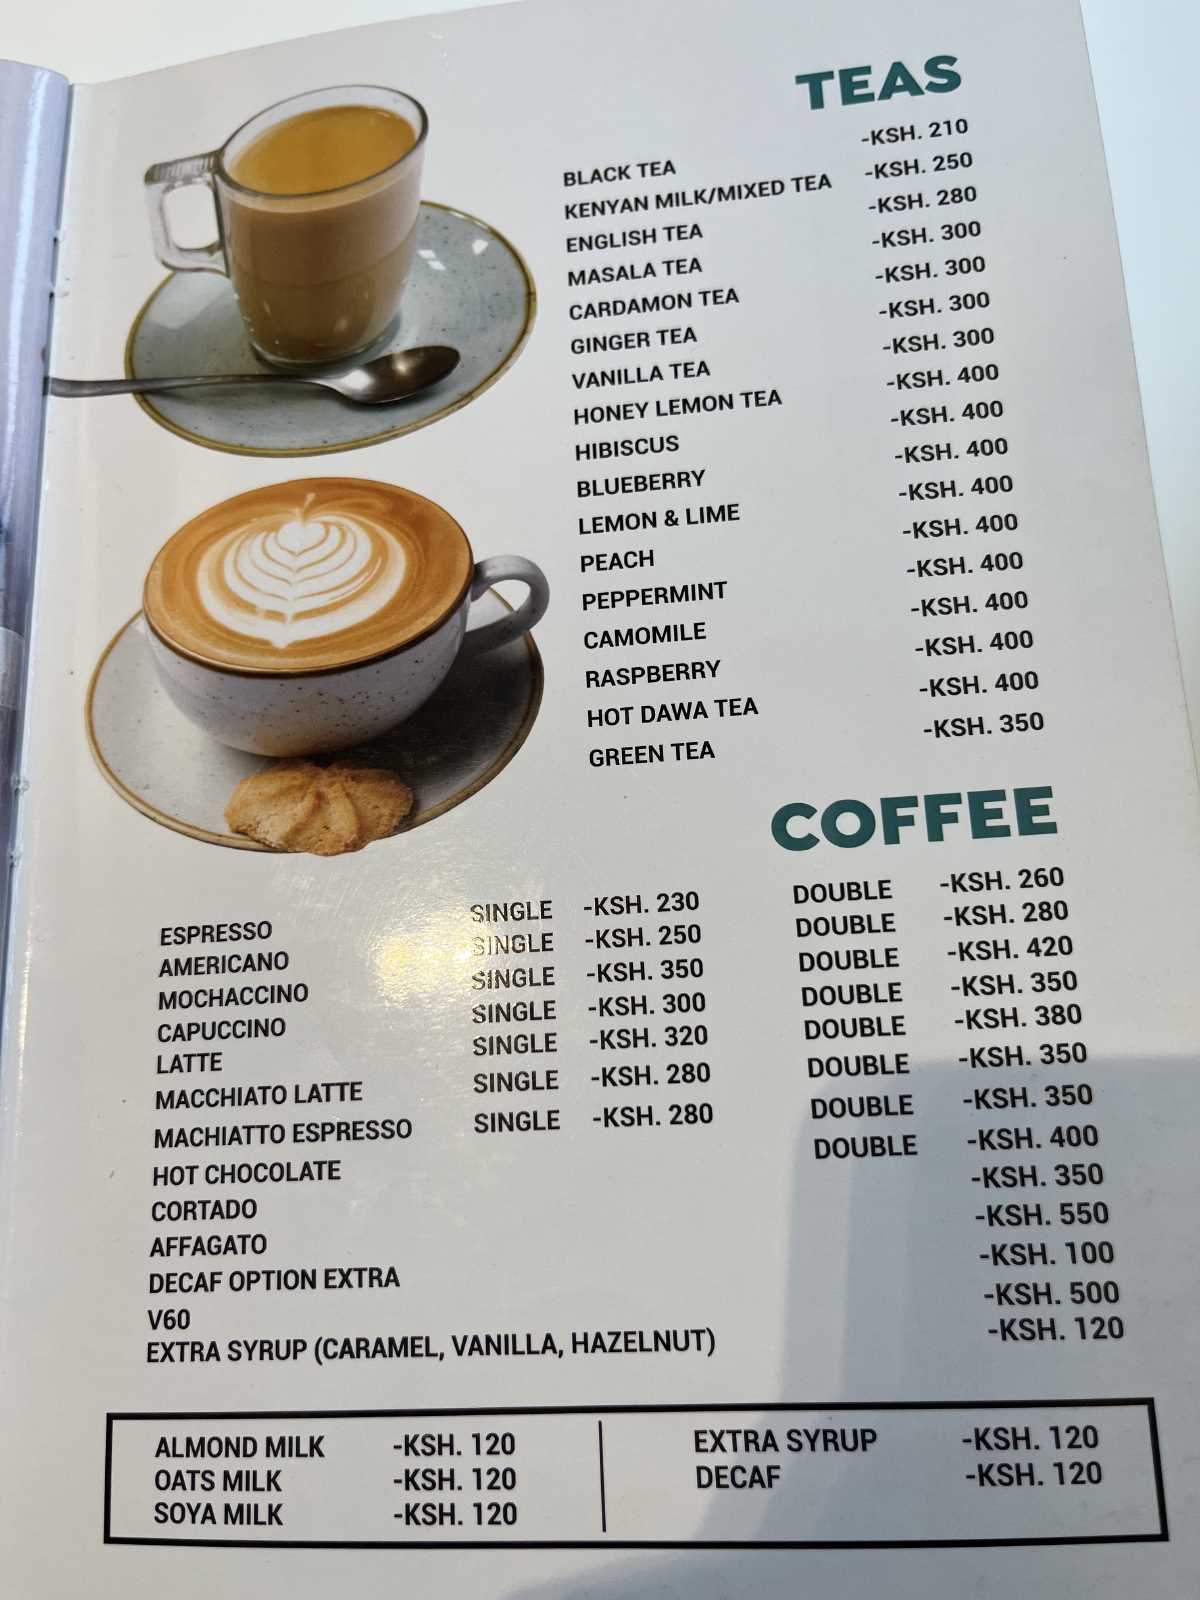 TEAS
BLACK TEA -KSH. 210
KENYAN MILK/MIXED TEA -KSH. 250
ENGLISH TEA -KSH. 280
MASALA TEA -KSH. 300
CARDAMON TEA -KSH. 300
GINGER TEA -KSH. 300
VANILLA TEA -KSH. 300
HONEY LEMON TEA -KSH. 400
HIBISCUS -KSH. 400
BLUEBERRY -KSH. 400
LEMON & LIME -KSH. 400
PEACH -KSH. 400
PEPPERMINT -KSH. 400
CAMOMILE -KSH. 400
RASPBERRY -KSH. 400
HOT DAWA TEA -KSH. 400
GREEN TEA -KSH. 350
COFFEE
ESPRESSO SINGLE -KSH. 230 DOUBLE -KSH. 260
AMERICANO SINGLE -KSH. 250 DOUBLE -KSH. 280
MOCHACCINO SINGLE -KSH. 350 DOUBLE -KSH. 420
CAPUCCINO SINGLE -KSH. 300 DOUBLE -KSH. 350
LATTE SINGLE -KSH. 320 DOUBLE -KSH. 380
MACCHIATO LATTE SINGLE -KSH. 280 DOUBLE -KSH. 350
MACHIATTO ESPRESSO SINGLE -KSH. 280 DOUBLE -KSH. 350
HOT CHOCOLATE DOUBLE -KSH. 400
CORTADO -KSH. 350
AFFAGATO -KSH. 550
DECAF OPTION EXTRA -KSH. 100
V60 -KSH. 500
EXTRA SYRUP (CARAMEL, VANILLA, HAZELNUT) -KSH. 120
ALMOND MILK -KSH. 120
OATS MILK -KSH. 120
SOYA MILK -KSH. 120
EXTRA SYRUP -KSH. 120
DECAF -KSH. 120